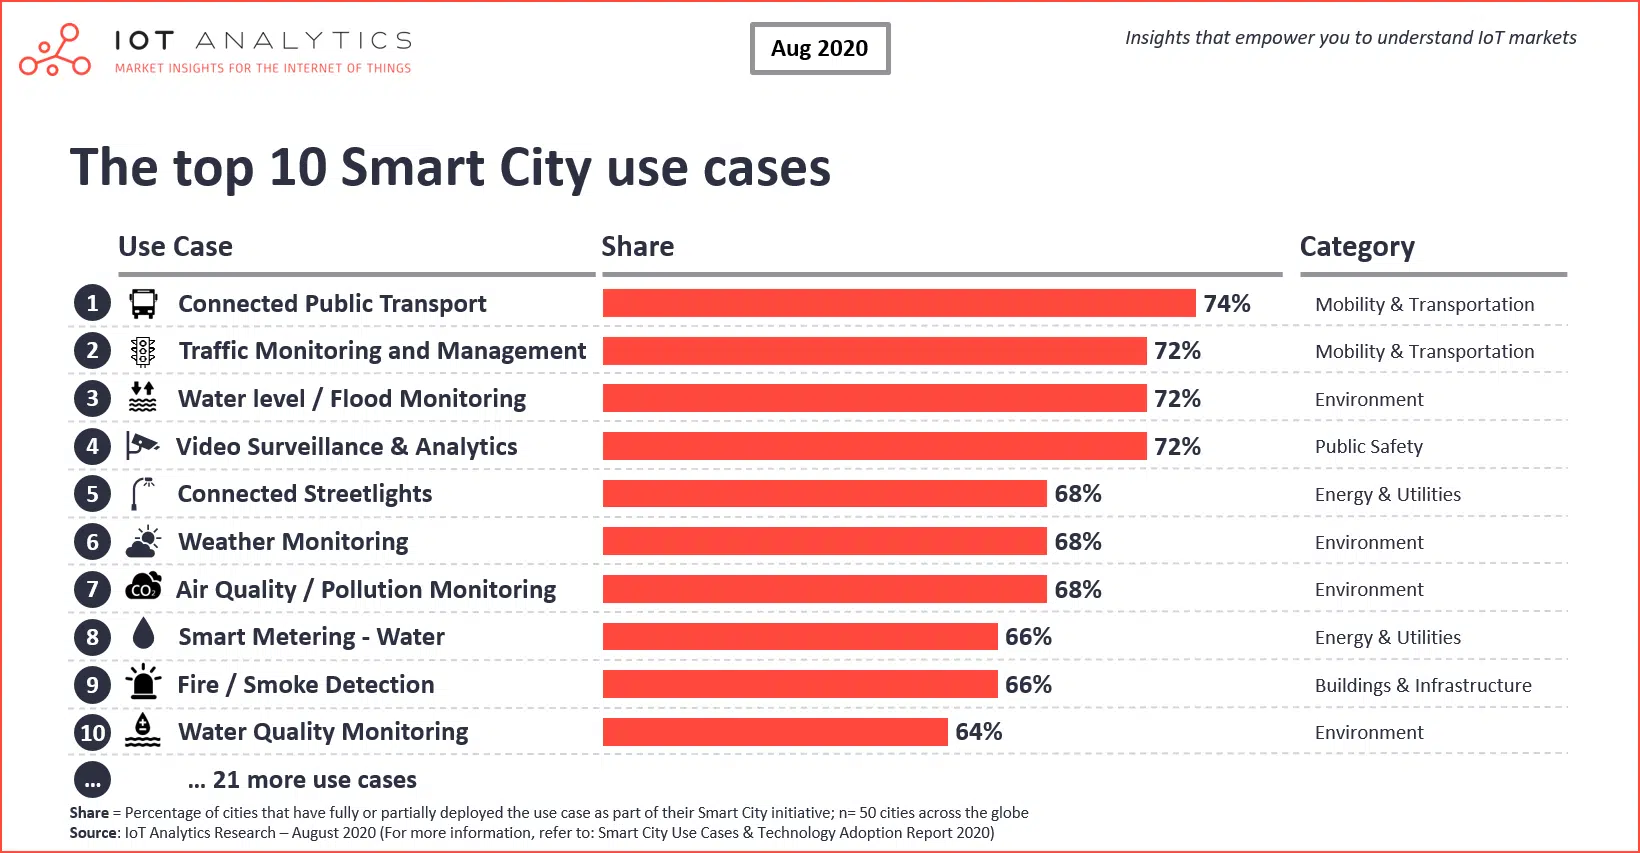 IOT ANALYTICS
MARKET INSIGHTS FOR THE INTERNET OF THINGS
Aug 2020
Insights that empower you to understand IoT markets
The top 10 Smart City use cases
Use Case Share Category
1 Connected Public Transport 74% Mobility & Transportation
2 Traffic Monitoring and Management 72% Mobility & Transportation
3 Water level / Flood Monitoring 72% Environment
4 Video Surveillance & Analytics 72% Public Safety
5 Connected Streetlights 68% Energy & Utilities
6 Weather Monitoring 68% Environment
7 CO₂ Air Quality / Pollution Monitoring 68% Environment
8 Smart Metering - Water 66% Energy & Utilities
9 Fire / Smoke Detection 66% Buildings & Infrastructure
10 Water Quality Monitoring 64% Environment
... ... 21 more use cases
Share = Percentage of cities that have fully or partially deployed the use case as part of their Smart City initiative; n= 50 cities across the globe
Source: IoT Analytics Research – August 2020 (For more information, refer to: Smart City Use Cases & Technology Adoption Report 2020)